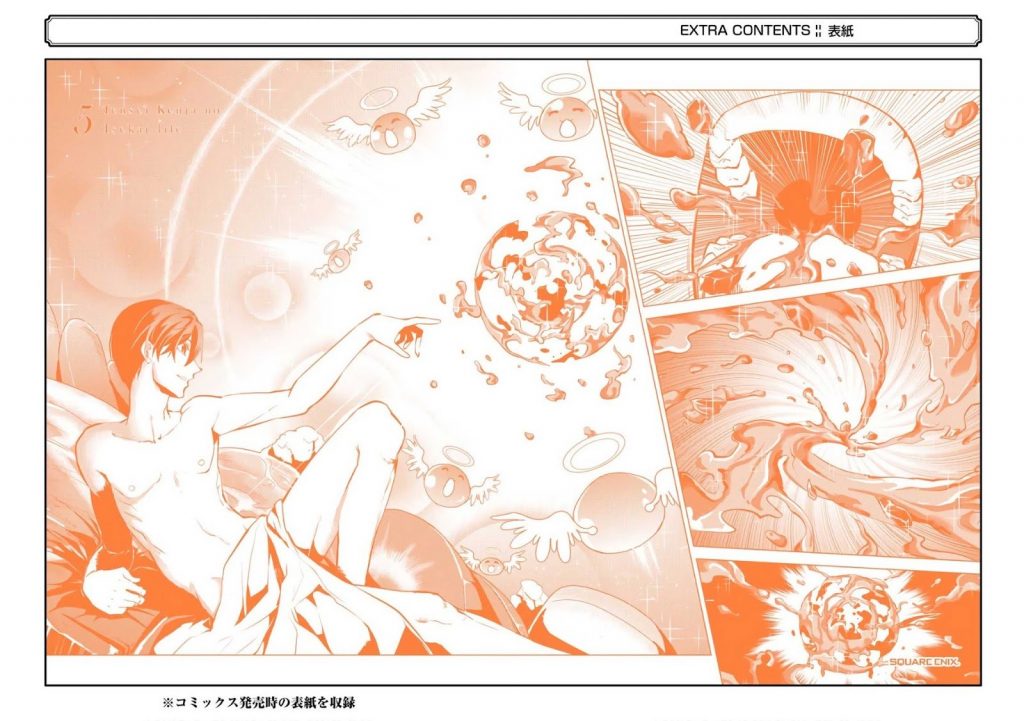 EXTRA CONTENTS :: 表紙
5 Tensei Kenja no
Isekai life
SQUARE ENIX.
※コミックス発売時の表紙を収録